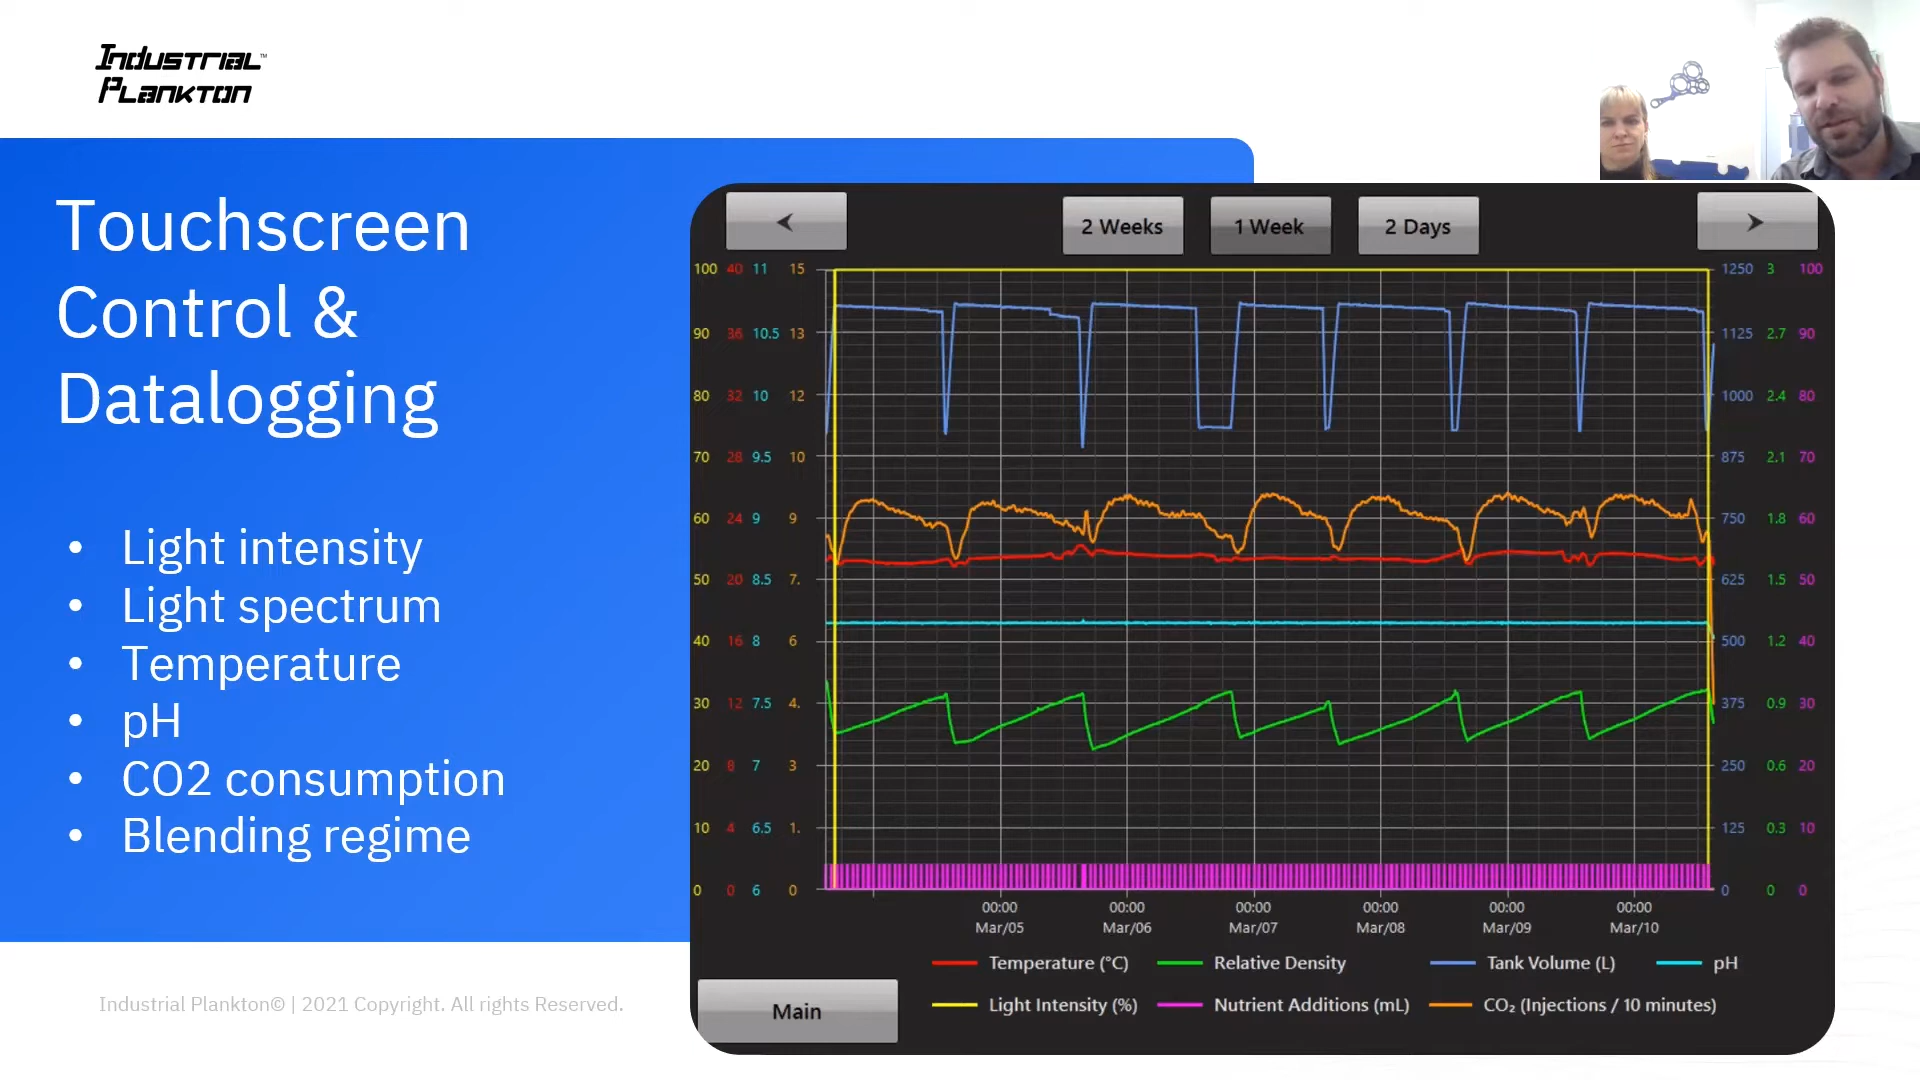 Industrial™
Plankton
Touchscreen
Control &
Datalogging
• Light intensity
• Light spectrum
• Temperature
• pH
• CO2 consumption
• Blending regime
Industrial Plankton© | 2021 Copyright. All rights Reserved.
< 2 Weeks 1 Week 2 Days >
100 40 11 15 1250 3 100
90 36 10.5 13 1125 2.7 90
80 32 10 12 1000 2.4 80
70 28 9.5 10 875 2.1 70
60 24 9 9 750 1.8 60
50 20 8.5 7. 625 1.5 50
40 16 8 6 500 1.2 40
30 12 7.5 4. 375 0.9 30
20 8 7 3 250 0.6 20
10 4 6.5 1. 125 0.3 10
0 0 6 0 0 0 0
00:00 00:00 00:00 00:00 00:00 00:00
Mar/05 Mar/06 Mar/07 Mar/08 Mar/09 Mar/10
Temperature (°C) Relative Density Tank Volume (L) pH
Light Intensity (%) Nutrient Additions (mL) CO₂ (Injections / 10 minutes)
Main